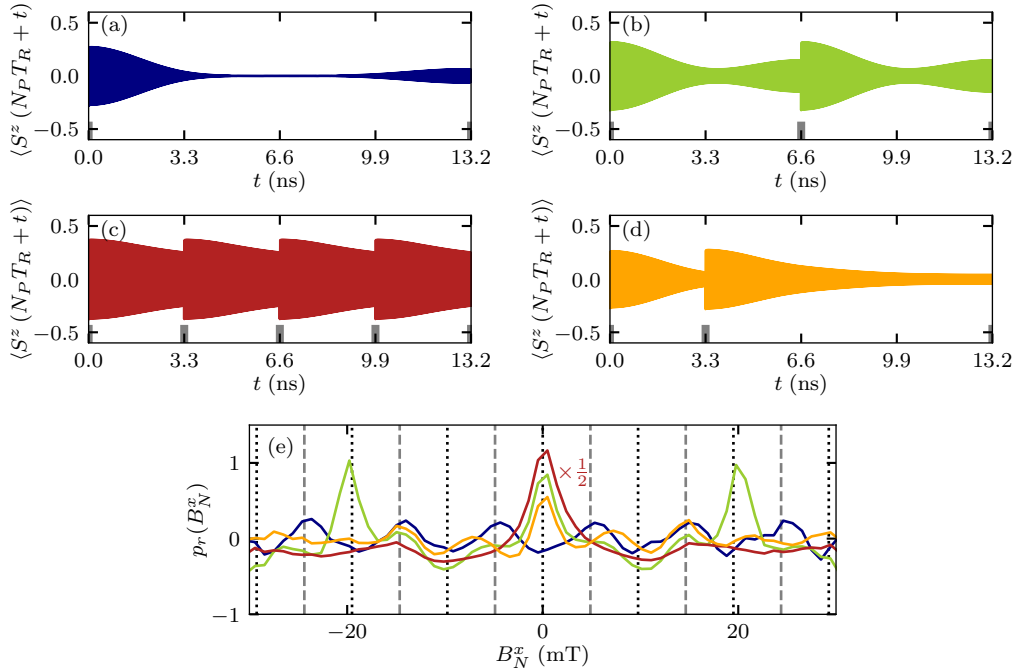 (a)
⟨S^z (N_P T_R + t)⟩
0.5
0.0
−0.5
0.0 3.3 6.6 9.9 13.2
t (ns)
(b)
⟨S^z (N_P T_R + t)⟩
0.5
0.0
−0.5
0.0 3.3 6.6 9.9 13.2
t (ns)
(c)
⟨S^z (N_P T_R + t)⟩
0.5
0.0
−0.5
0.0 3.3 6.6 9.9 13.2
t (ns)
(d)
⟨S^z (N_P T_R + t)⟩
0.5
0.0
−0.5
0.0 3.3 6.6 9.9 13.2
t (ns)
(e)
× 1/2
p_r(B_N^x)
1
0
−1
−20 0 20
B_N^x (mT)